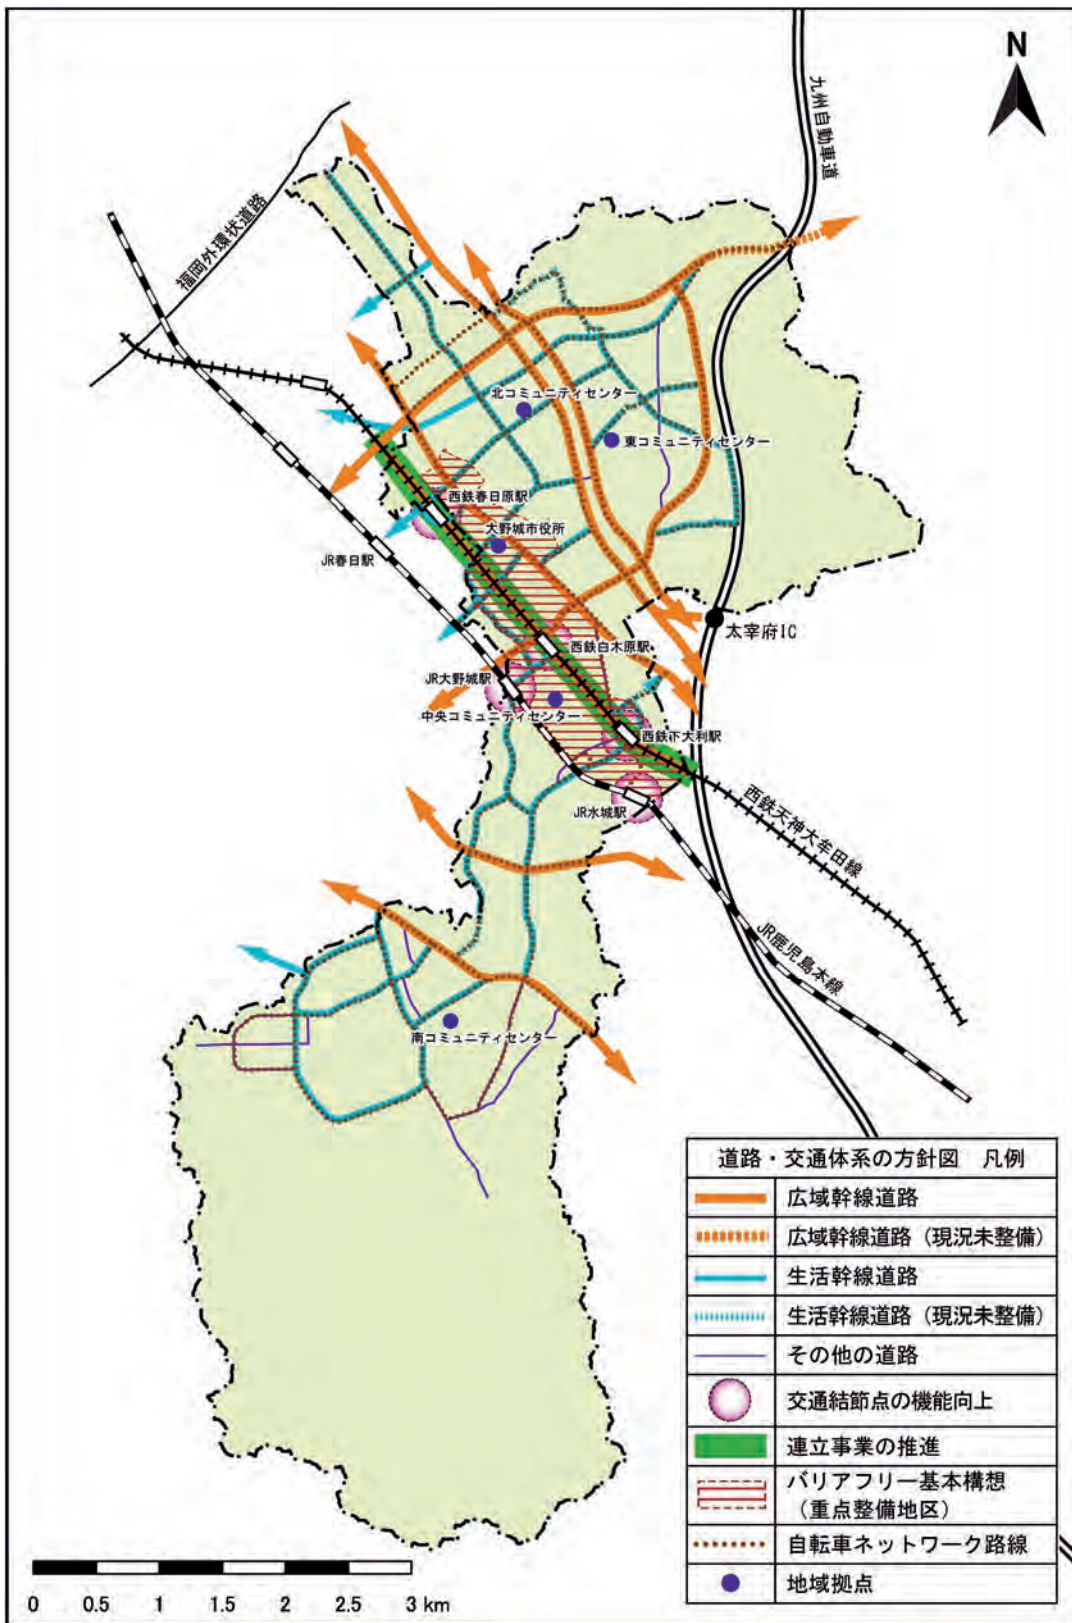 N
九州自動車道
福岡外環状道路
北コミュニティセンター
東コミュニティセンター
西鉄春日原駅
大野城市役所
JR春日駅
太宰府IC
西鉄白木原駅
JR大野城駅
中央コミュニティセンター
西鉄下大利駅
JR水城駅
西鉄天神大牟田線
JR鹿児島本線
南コミュニティセンター
道路・交通体系の方針図 凡例
広域幹線道路
広域幹線道路（現況未整備）
生活幹線道路
生活幹線道路（現況未整備）
その他の道路
交通結節点の機能向上
連立事業の推進
バリアフリー基本構想
（重点整備地区）
自転車ネットワーク路線
地域拠点
0 0.5 1 1.5 2 2.5 3 km